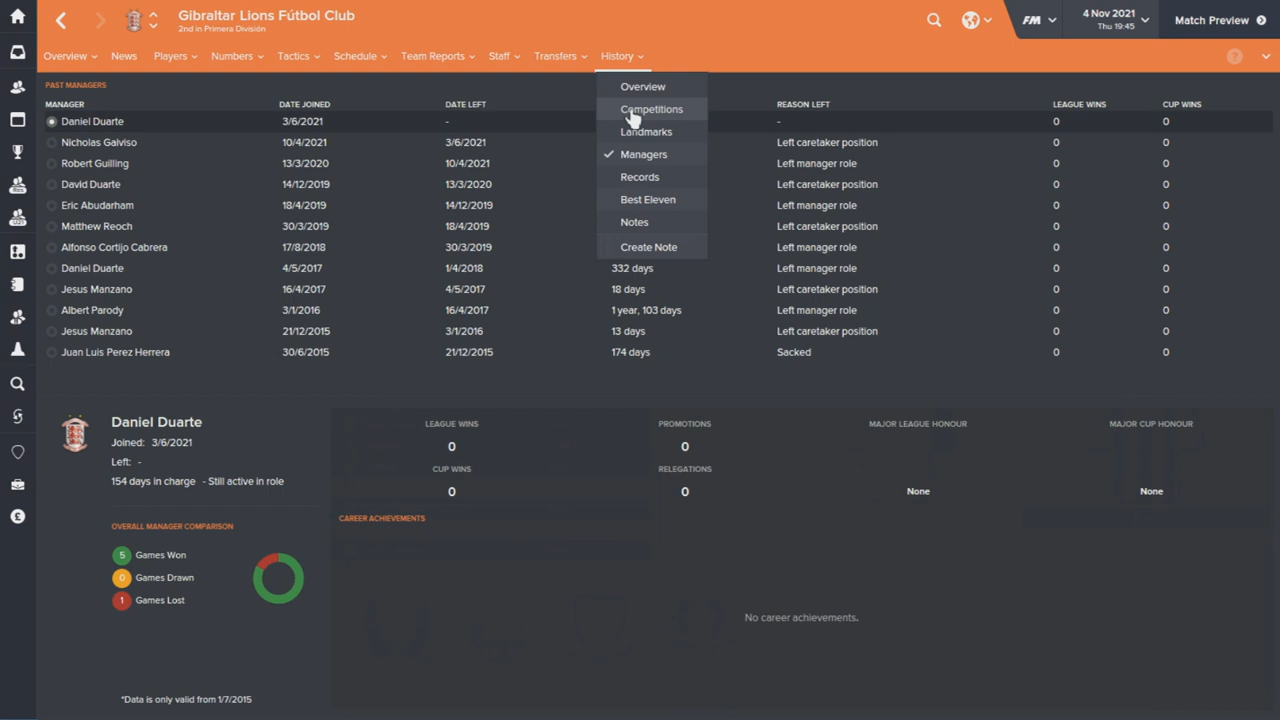 Gibraltar Lions Fútbol Club
2nd in Primera División
FM
4 Nov 2021
Thu 19:45
Match Preview
Overview News Players Numbers Tactics Schedule Team Reports Staff Transfers History
PAST MANAGERS
MANAGER DATE JOINED DATE LEFT REASON LEFT LEAGUE WINS CUP WINS
Daniel Duarte 3/6/2021 - - 0 0
Nicholas Galviso 10/4/2021 3/6/2021 Left caretaker position 0 0
Robert Guilling 13/3/2020 10/4/2021 Left manager role 0 0
David Duarte 14/12/2019 13/3/2020 Left caretaker position 0 0
Eric Abudarham 18/4/2019 14/12/2019 Left manager role 0 0
Matthew Reoch 30/3/2019 18/4/2019 Left caretaker position 0 0
Alfonso Cortijo Cabrera 17/8/2018 30/3/2019 Left manager role 0 0
Daniel Duarte 4/5/2017 1/4/2018 332 days Left manager role 0 0
Jesus Manzano 16/4/2017 4/5/2017 18 days Left caretaker position 0 0
Albert Parody 3/1/2016 16/4/2017 1 year, 103 days Left manager role 0 0
Jesus Manzano 21/12/2015 3/1/2016 13 days Left caretaker position 0 0
Juan Luis Perez Herrera 30/6/2015 21/12/2015 174 days Sacked 0 0
Overview
Competitions
Landmarks
Managers
Records
Best Eleven
Notes
Create Note
Daniel Duarte
Joined: 3/6/2021
Left: -
154 days in charge - Still active in role
OVERALL MANAGER COMPARISON
5 Games Won
0 Games Drawn
1 Games Lost
*Data is only valid from 1/7/2015
LEAGUE WINS
0
CUP WINS
0
PROMOTIONS
0
RELEGATIONS
0
MAJOR LEAGUE HONOUR
None
MAJOR CUP HONOUR
None
CAREER ACHIEVEMENTS
No career achievements.